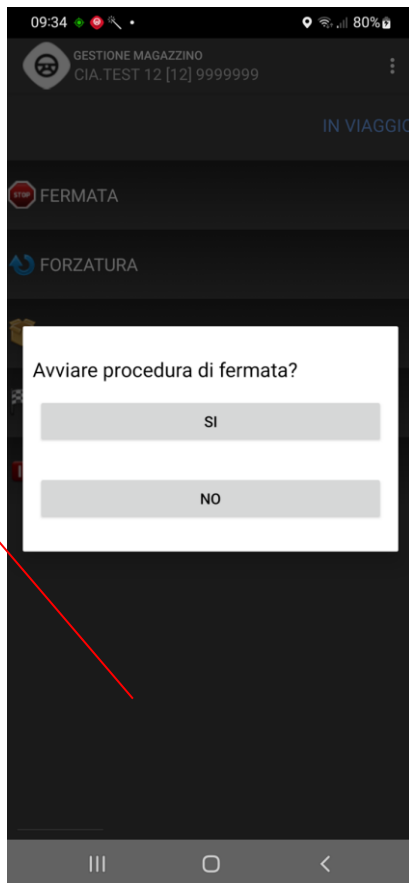 09:34
80%
GESTIONE MAGAZZINO
CIA.TEST 12 [12] 9999999
IN VIAGGIO
STOP
FERMATA
FORZATURA
Avviare procedura di fermata?
SI
NO